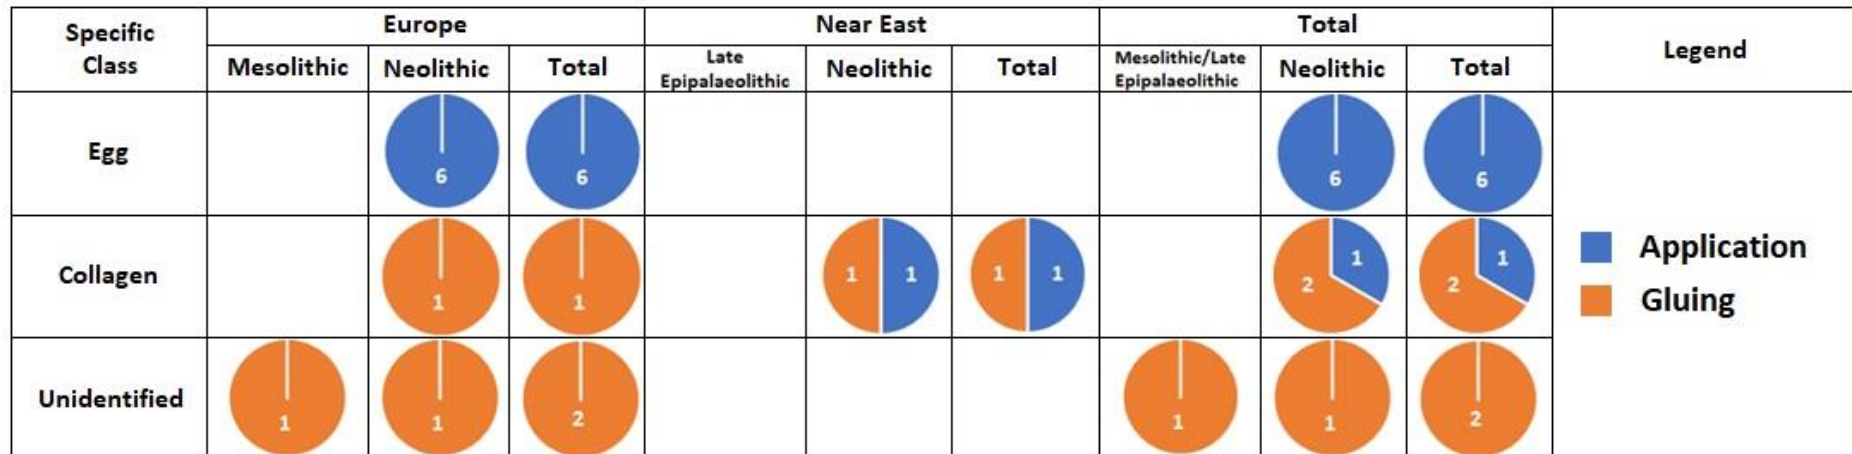 Specific Class
Europe
Near East
Total
Legend
Mesolithic
Neolithic
Total
Late Epipalaeolithic
Neolithic
Total
Mesolithic/Late Epipalaeolithic
Neolithic
Total
Egg
6
6
6
6
Collagen
1
1
1
1
1
1
2
1
2
1
Unidentified
1
1
2
1
1
2
Application
Gluing